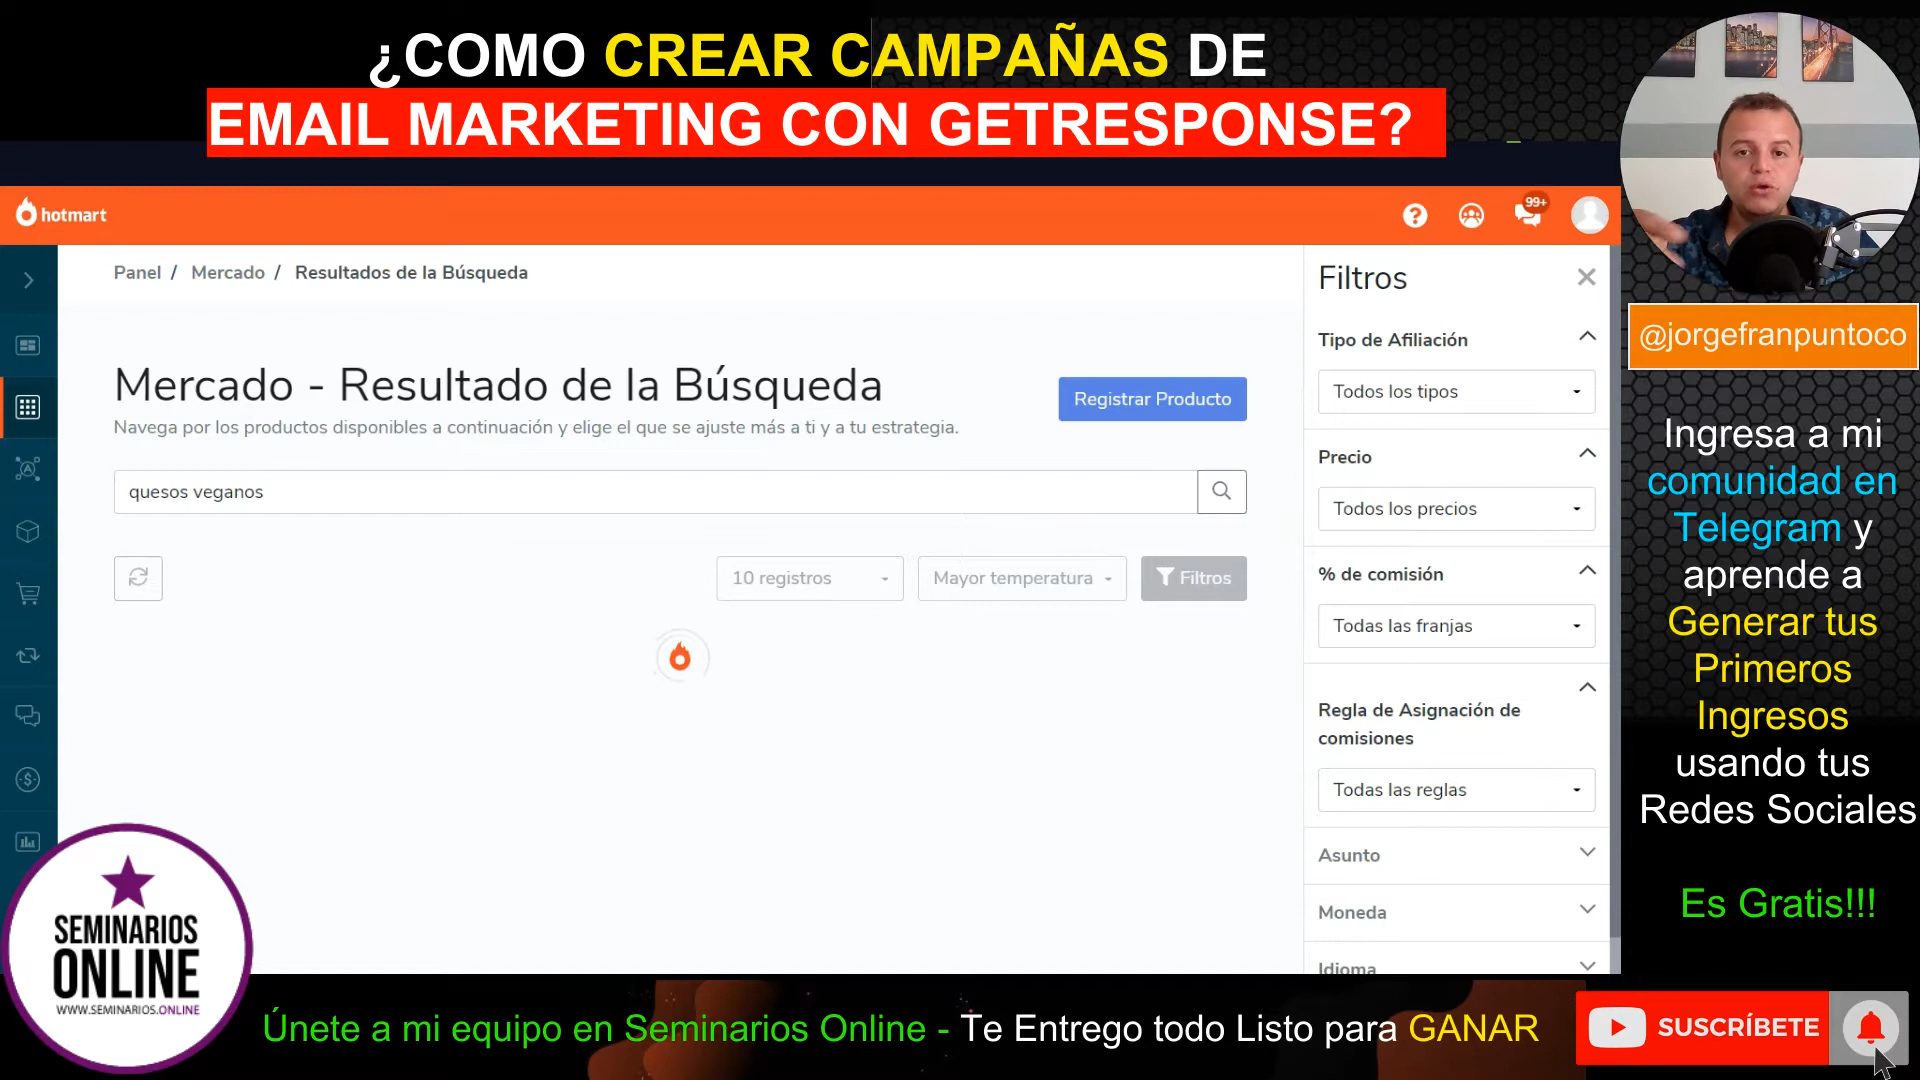 ¿COMO CREAR CAMPAÑAS DE
EMAIL MARKETING CON GETRESPONSE?
hotmart
99+
Panel / Mercado / Resultados de la Búsqueda
Mercado - Resultado de la Búsqueda
Navega por los productos disponibles a continuación y elige el que se ajuste más a ti y a tu estrategia.
Registrar Producto
quesos veganos
10 registros
Mayor temperatura
Filtros
Filtros
Tipo de Afiliación
Todos los tipos
Precio
Todos los precios
% de comisión
Todas las franjas
Regla de Asignación de
comisiones
Todas las reglas
Asunto
Moneda
Idioma
@jorgefranpuntoco
Ingresa a mi
comunidad en
Telegram y
aprende a
Generar tus
Primeros
Ingresos
usando tus
Redes Sociales
Es Gratis!!!
SEMINARIOS
ONLINE
WWW.SEMINARIOS.ONLINE
Únete a mi equipo en Seminarios Online - Te Entrego todo Listo para GANAR
SUSCRÍBETE